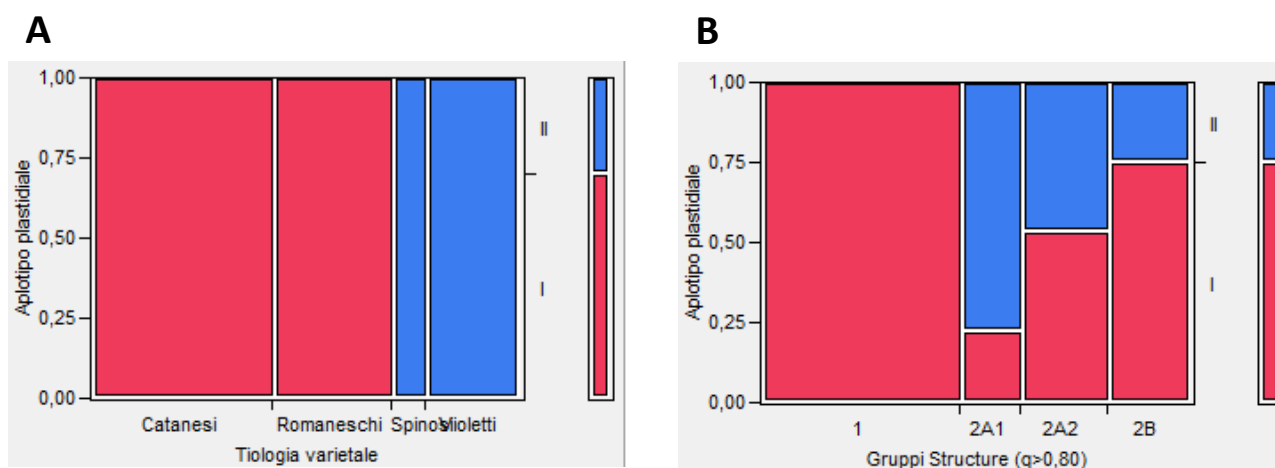 A
1,00
0,75
0,50
0,25
0,00
Aplotipo plastidiale
II
I
Catanesi Romaneschi Spinosi Violetti
Tiologia varietale
B
1,00
0,75
0,50
0,25
0,00
Aplotipo plastidiale
II
I
1 2A1 2A2 2B
Gruppi Structure (q>0,80)